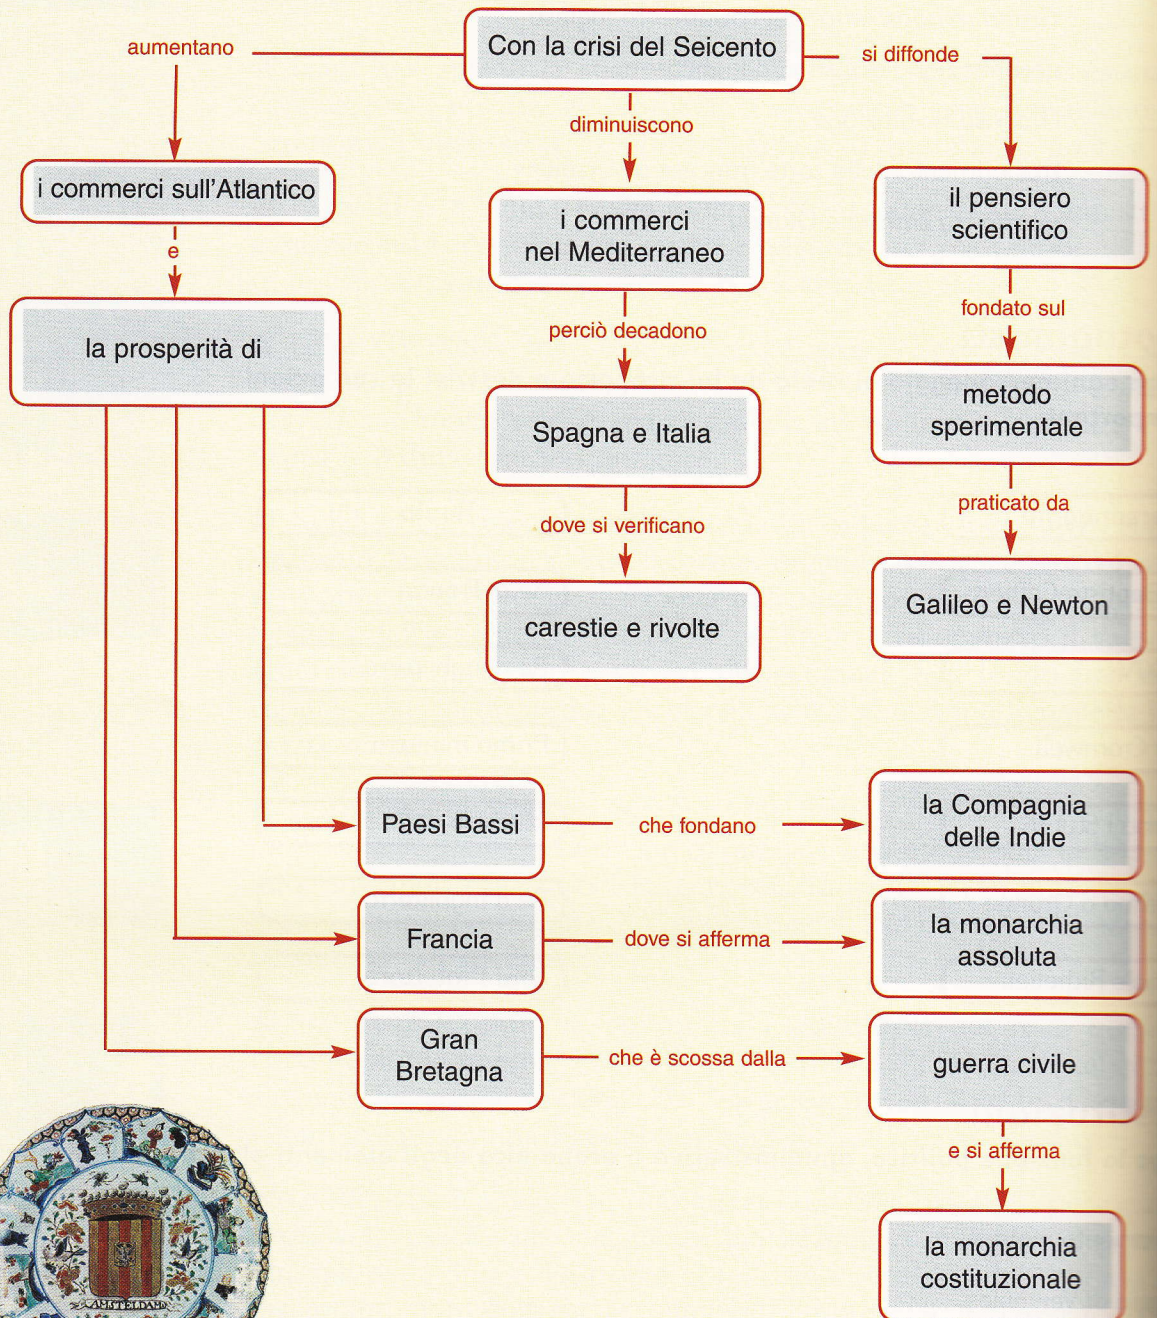 Con la crisi del Seicento
aumentano
i commerci sull'Atlantico
e
la prosperità di
diminuiscono
i commerci
nel Mediterraneo
perciò decadono
Spagna e Italia
dove si verificano
carestie e rivolte
si diffonde
il pensiero
scientifico
fondato sul
metodo
sperimentale
praticato da
Galileo e Newton
Paesi Bassi
che fondano
la Compagnia
delle Indie
Francia
dove si afferma
la monarchia
assoluta
Gran
Bretagna
che è scossa dalla
guerra civile
e si afferma
la monarchia
costituzionale